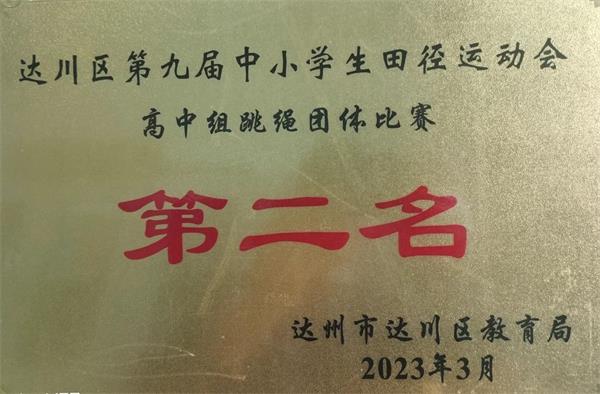 达川区第九届中小学生田径运动会
高中组跳绳团体比赛
第二名
达州市达川区教育局
2023年3月